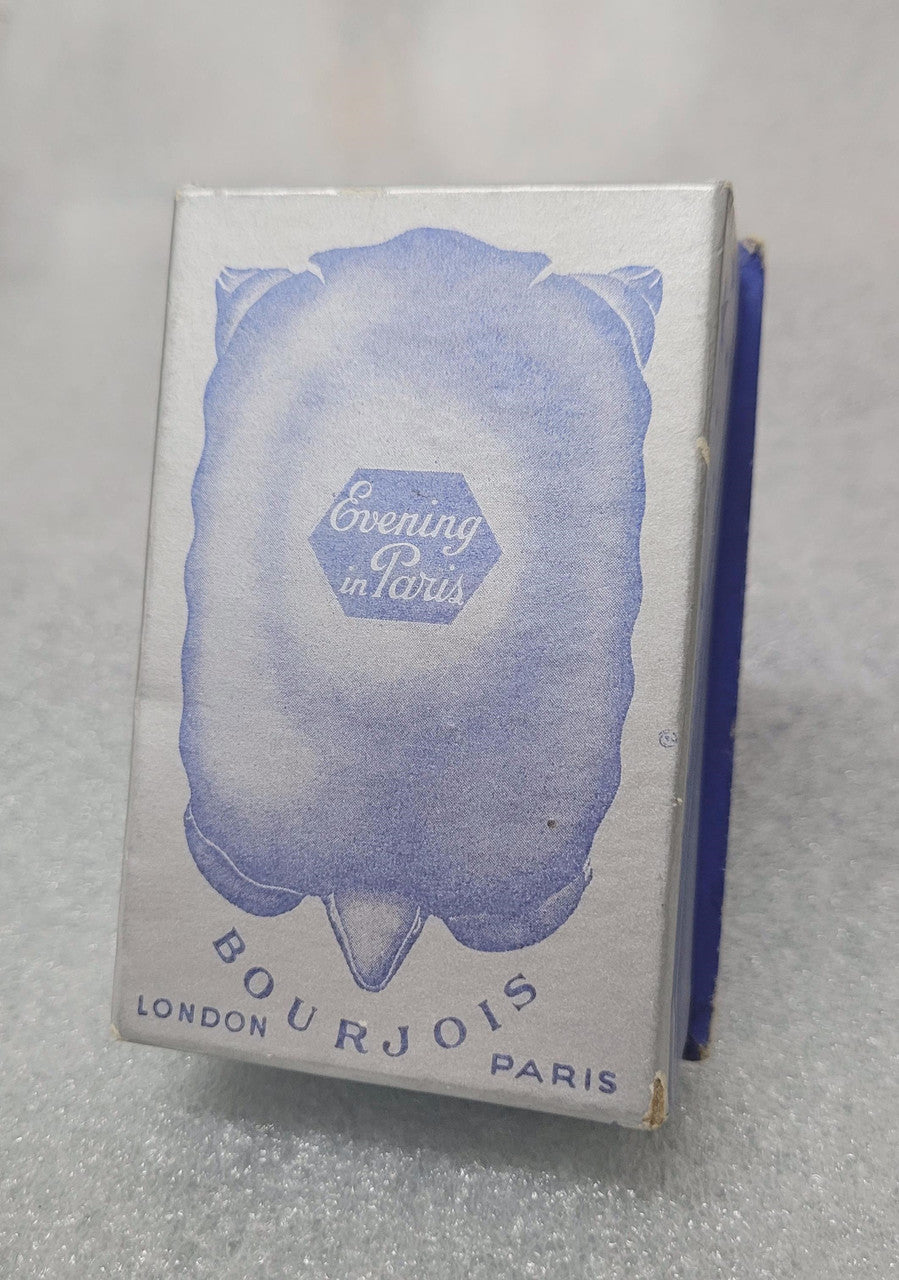 Evening
in Paris
BOURJOIS
LONDON
PARIS